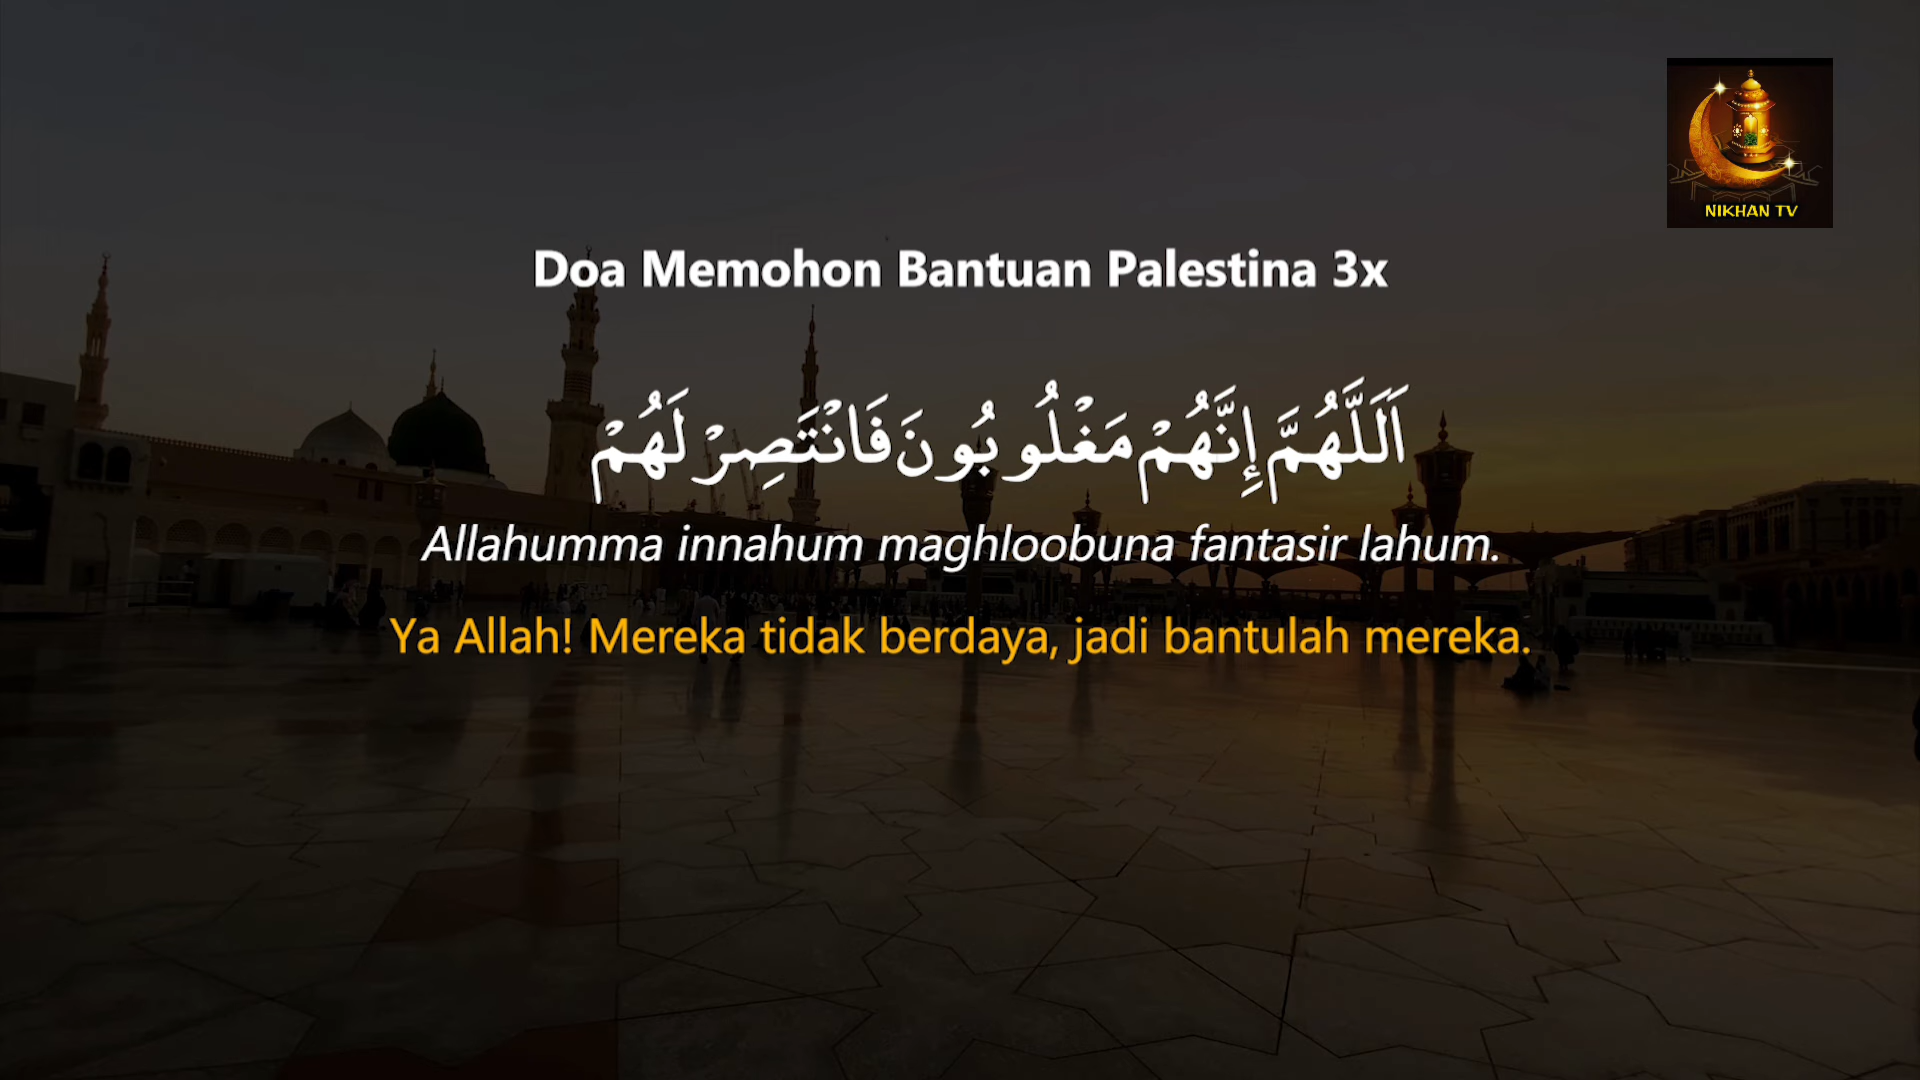 NIKHAN TV
Doa Memohon Bantuan Palestina 3x
اَللَّهُمَّ إِنَّهُمْ مَغْلُوبُونَ فَانْتَصِرْ لَهُمْ
Allahumma innahum maghloobuna fantasir lahum.
Ya Allah! Mereka tidak berdaya, jadi bantulah mereka.